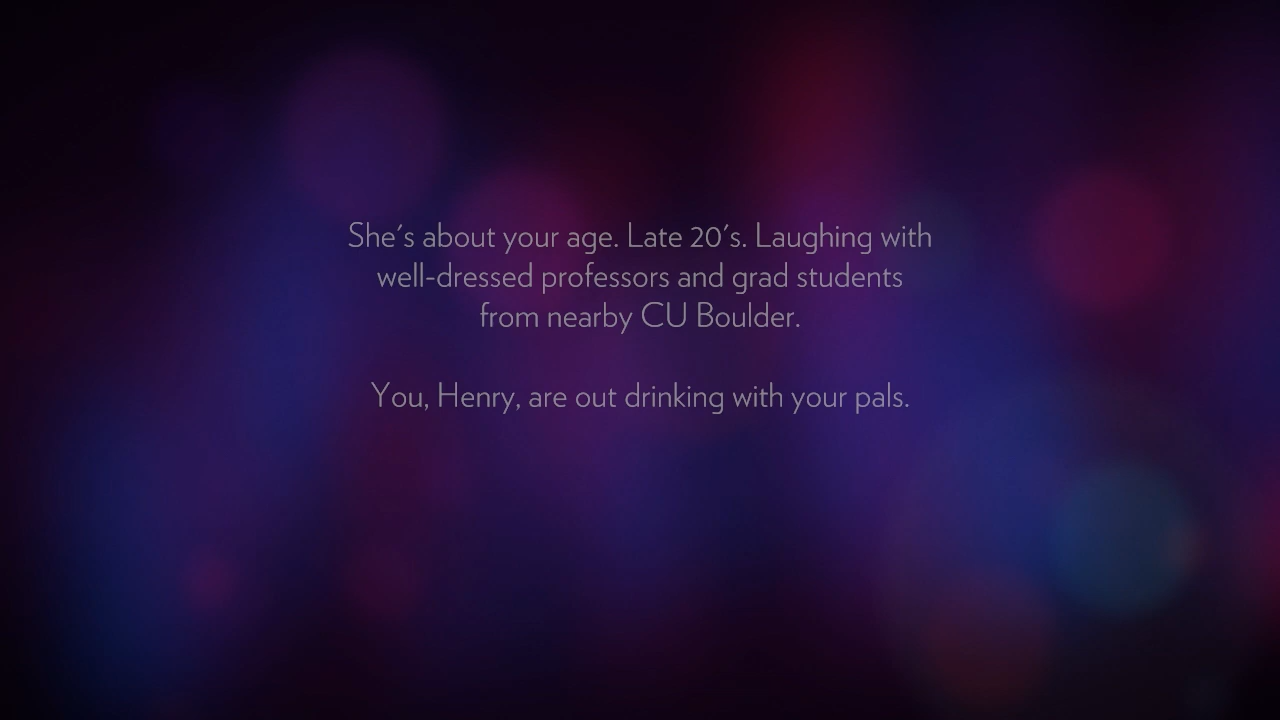 She's about your age. Late 20's. Laughing with
well-dressed professors and grad students
from nearby CU Boulder.
You, Henry, are out drinking with your pals.